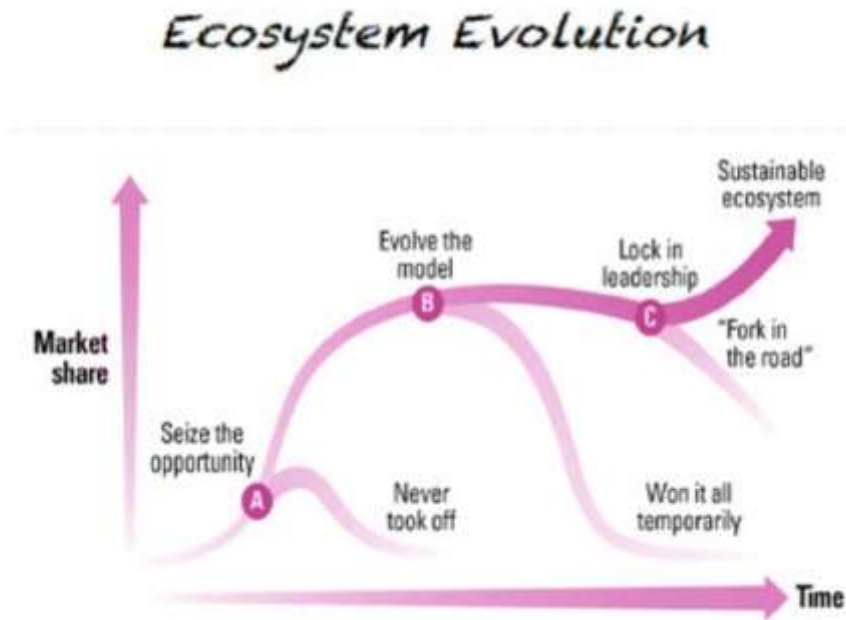 Ecosystem Evolution
Sustainable
ecosystem
Evolve the
model
Lock in
leadership
B
C
"Fork in
the road"
Market
share
Seize the
opportunity
A
Never
took off
Won it all
temporarily
Time